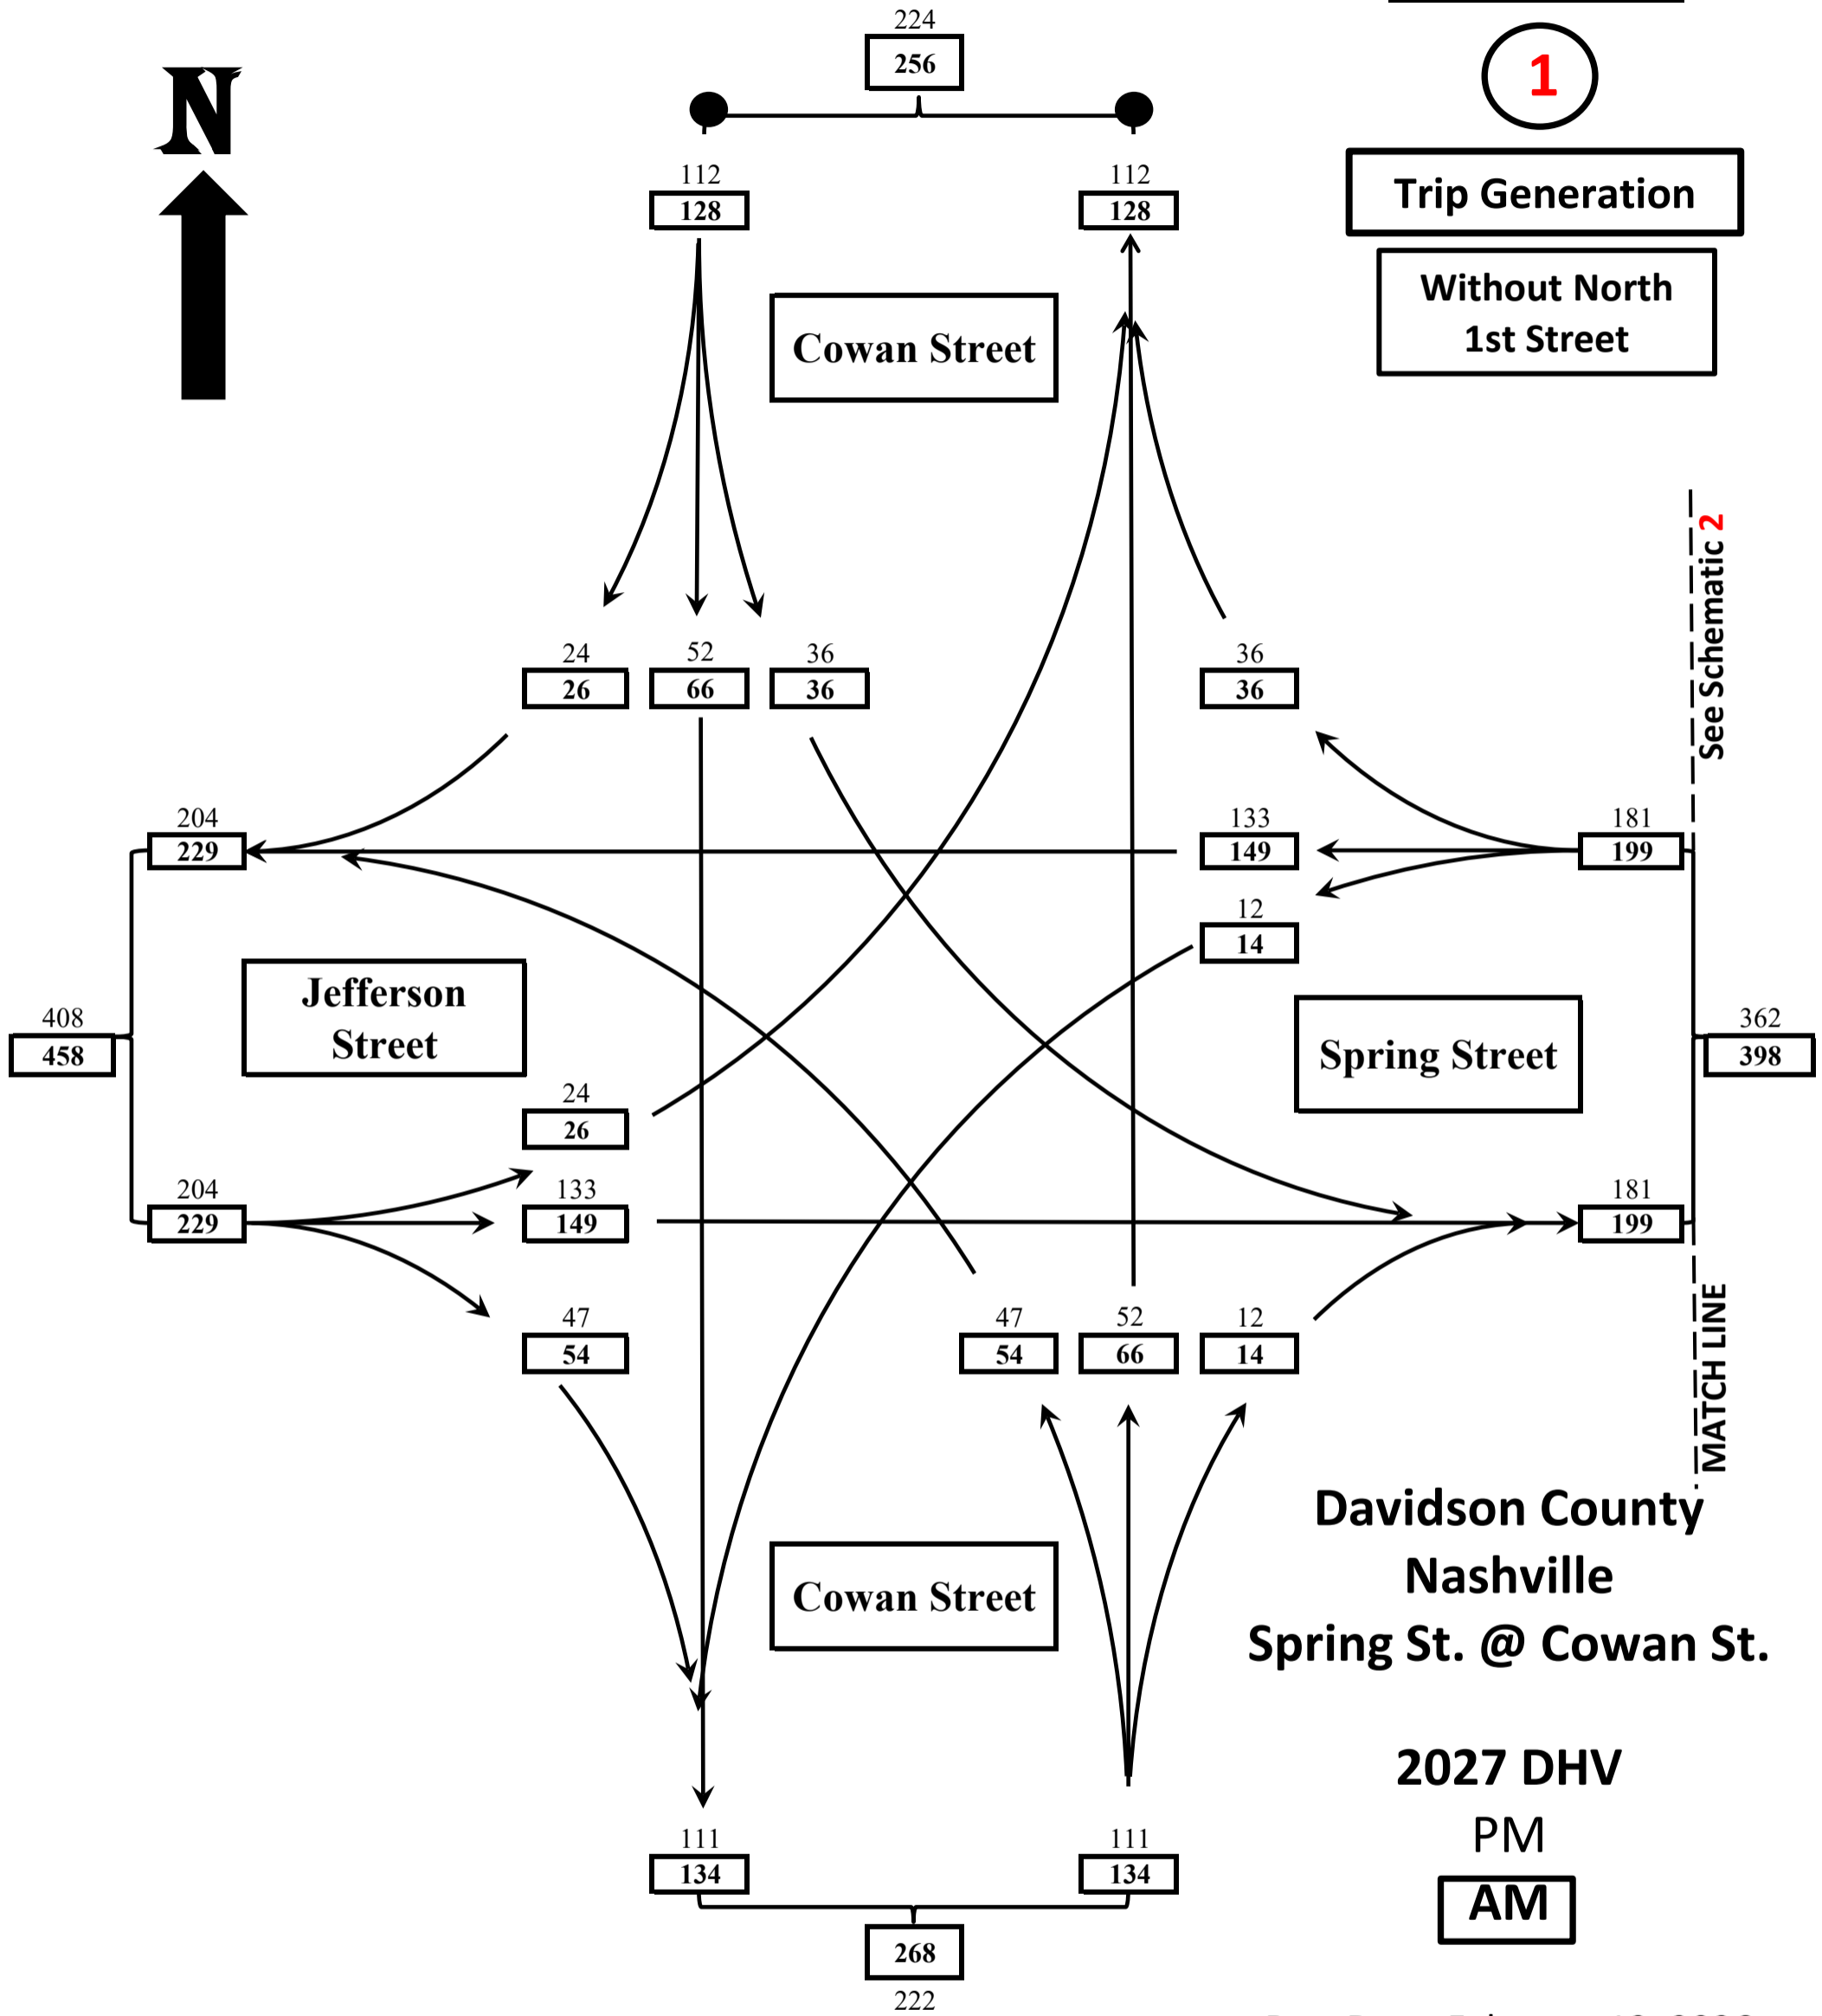 224
256
1
N
112
128
112
128
Trip Generation
Without North
1st Street
Cowan Street
See Schematic 2
24
26
52
66
36
36
36
36
204
229
133
149
181
199
12
14
Jefferson
Street
408
458
Spring Street
362
398
24
26
204
229
133
149
181
199
47
54
47
54
52
66
12
14
MATCH LINE
Davidson County
Nashville
Spring St. @ Cowan St.
Cowan Street
2027 DHV
PM
AM
111
134
111
134
268
222